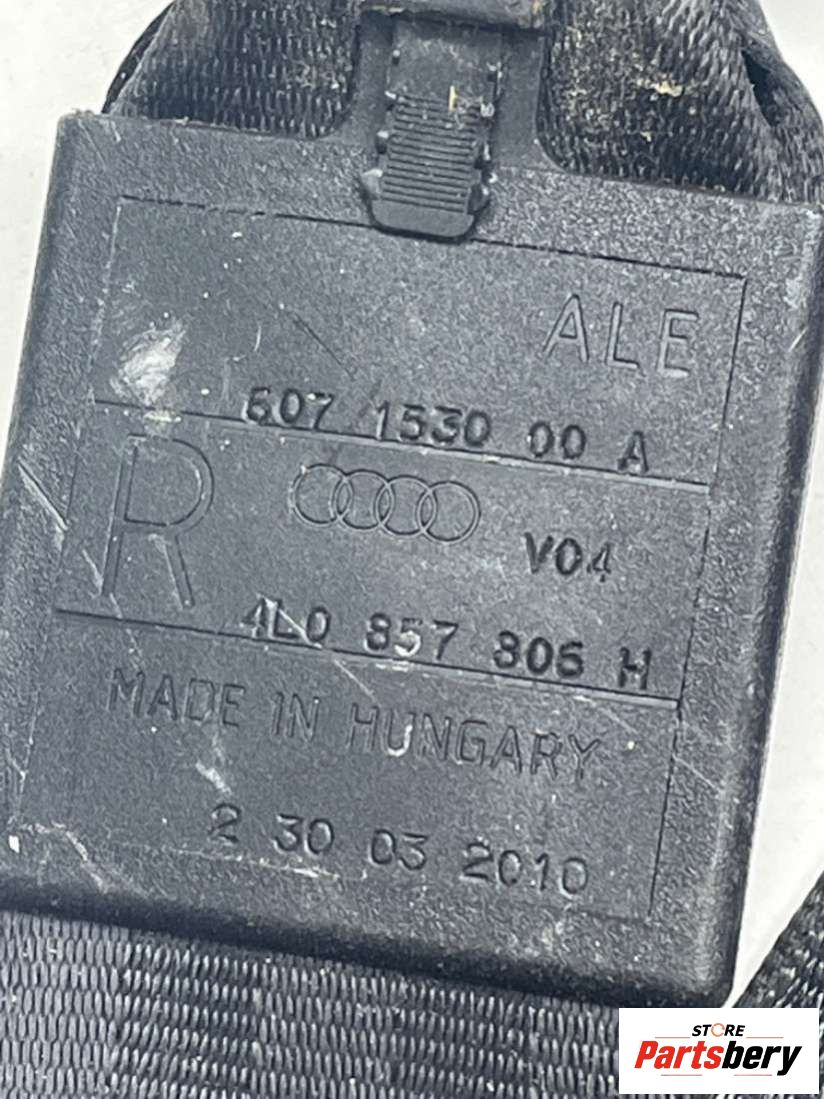 ALE
607 1530 00 A
R
V04
4L0 857 806 H
MADE IN HUNGARY
2 30 03 2010
STORE
Partsbery